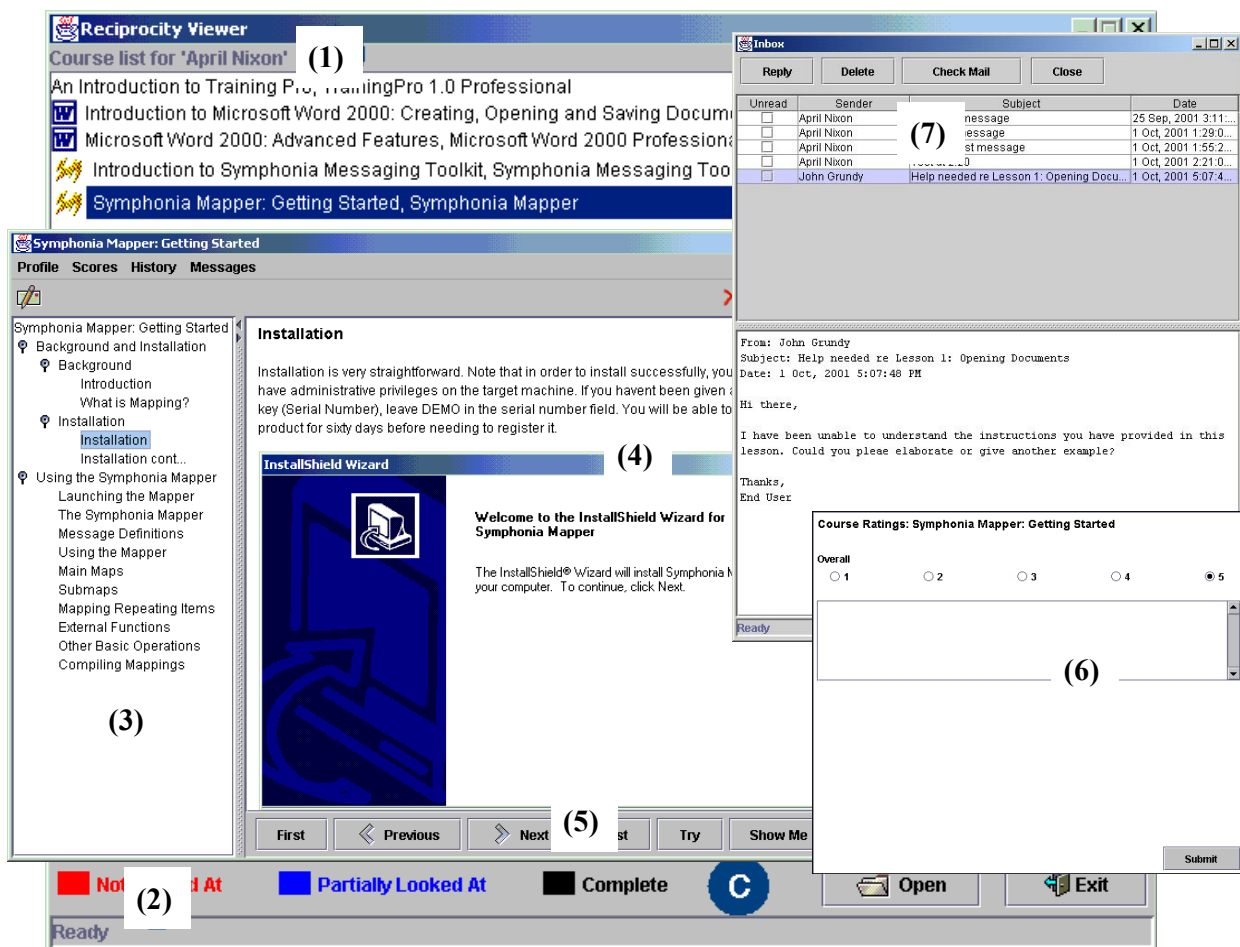 Reciprocity Viewer
Course list for 'April Nixon'
(1)
An Introduction to Training Pro, TrainingPro 1.0 Professional
Introduction to Microsoft Word 2000: Creating, Opening and Saving Docum
Microsoft Word 2000: Advanced Features, Microsoft Word 2000 Professiona
Introduction to Symphonia Messaging Toolkit, Symphonia Messaging Too
Symphonia Mapper: Getting Started, Symphonia Mapper
Inbox
Reply Delete Check Mail Close
Unread Sender Subject Date
April Nixon message 25 Sep, 2001 3:11:...
April Nixon message 1 Oct, 2001 1:29:0...
April Nixon st message 1 Oct, 2001 1:55:2...
April Nixon 1 Oct, 2001 2:21:0...
John Grundy Help needed re Lesson 1: Opening Docu... 1 Oct, 2001 5:07:4...
(7)
From: John Grundy
Subject: Help needed re Lesson 1: Opening Documents
Date: 1 Oct, 2001 5:07:48 PM
Hi there,
I have been unable to understand the instructions you have provided in this
lesson. Could you pleae elaborate or give another example?
Thanks,
End User
Ready
Symphonia Mapper: Getting Started
Profile Scores History Messages
Symphonia Mapper: Getting Started
Background and Installation
Background
Introduction
What is Mapping?
Installation
Installation
Installation cont...
Using the Symphonia Mapper
Launching the Mapper
The Symphonia Mapper
Message Definitions
Using the Mapper
Main Maps
Submaps
Mapping Repeating Items
External Functions
Other Basic Operations
Compiling Mappings
(3)
Installation
Installation is very straightforward. Note that in order to install successfully, you
have administrative privileges on the target machine. If you havent been given a
key (Serial Number), leave DEMO in the serial number field. You will be able to
product for sixty days before needing to register it.
(4)
InstallShield Wizard
Welcome to the InstallShield Wizard for
Symphonia Mapper
The InstallShield® Wizard will install Symphonia M
your computer. To continue, click Next.
First Previous Next (5) st Try Show Me
Course Ratings: Symphonia Mapper: Getting Started
Overall
1 2 3 4 5
(6)
Submit
Not d At Partially Looked At Complete C Open Exit
(2)
Ready